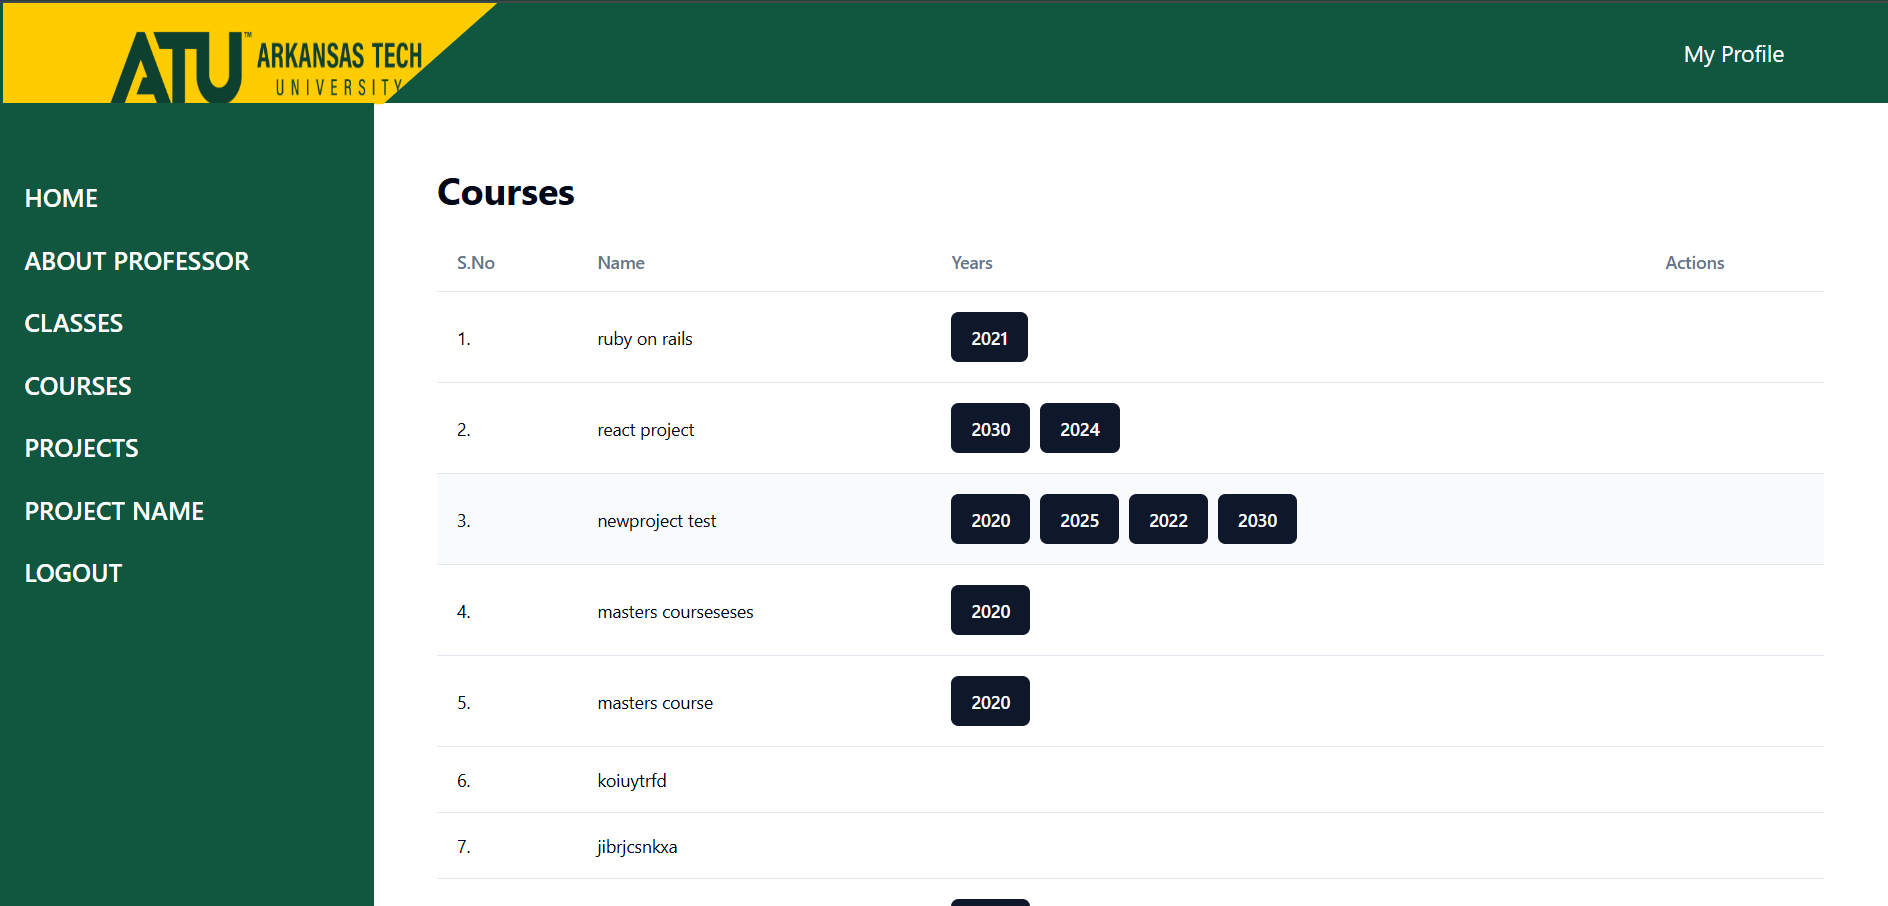 ATU™ ARKANSAS TECH
UNIVERSITY
My Profile
HOME
ABOUT PROFESSOR
CLASSES
COURSES
PROJECTS
PROJECT NAME
LOGOUT
Courses
S.No Name Years Actions
1. ruby on rails 2021
2. react project 2030 2024
3. newproject test 2020 2025 2022 2030
4. masters courseseses 2020
5. masters course 2020
6. koiuytrfd
7. jibrjcsnkxa